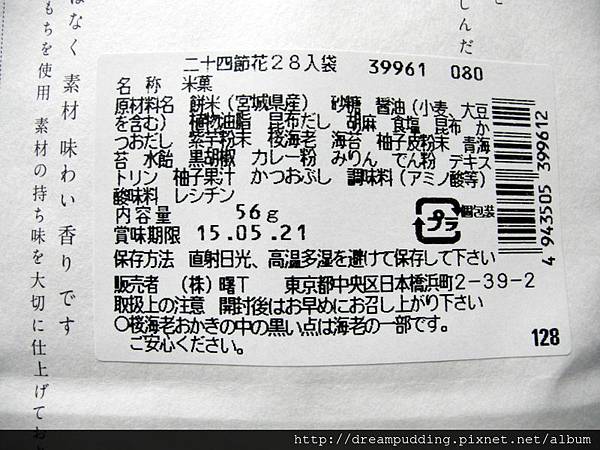 二十四節花28入袋 39961 080
名 称 米菓
原材料名 餅米（宮城県産） 砂糖 醤油（小麦、大豆
を含む） 植物油脂 昆布だし 胡麻 食塩 昆布 か
つおだし 紫芋粉末 桜海老 海苔 柚子皮粉末 青海
苔 水飴 黒胡椒 カレー粉 みりん でん粉 デキス
トリン 柚子果汁 かつおぶし 調味料（アミノ酸等）
酸味料 レシチン
内容量 56g
賞味期限 15.05.21
プラ 個包装
保存方法 直射日光、高温多湿を避けて保存して下さい
販売者 （株）曙T 東京都中央区日本橋浜町2-39-2
取扱上の注意 開封後はお早めにお召し上がり下さい
○桜海老おかきの中の黒い点は海老の一部です。
ご安心ください。
128
4 943505 399612
しんだ
はなく 素材 味わい 香り です
もちを使用 素材の持ち味を大切に仕上げてお
http://dreampudding.pixnet.net/album